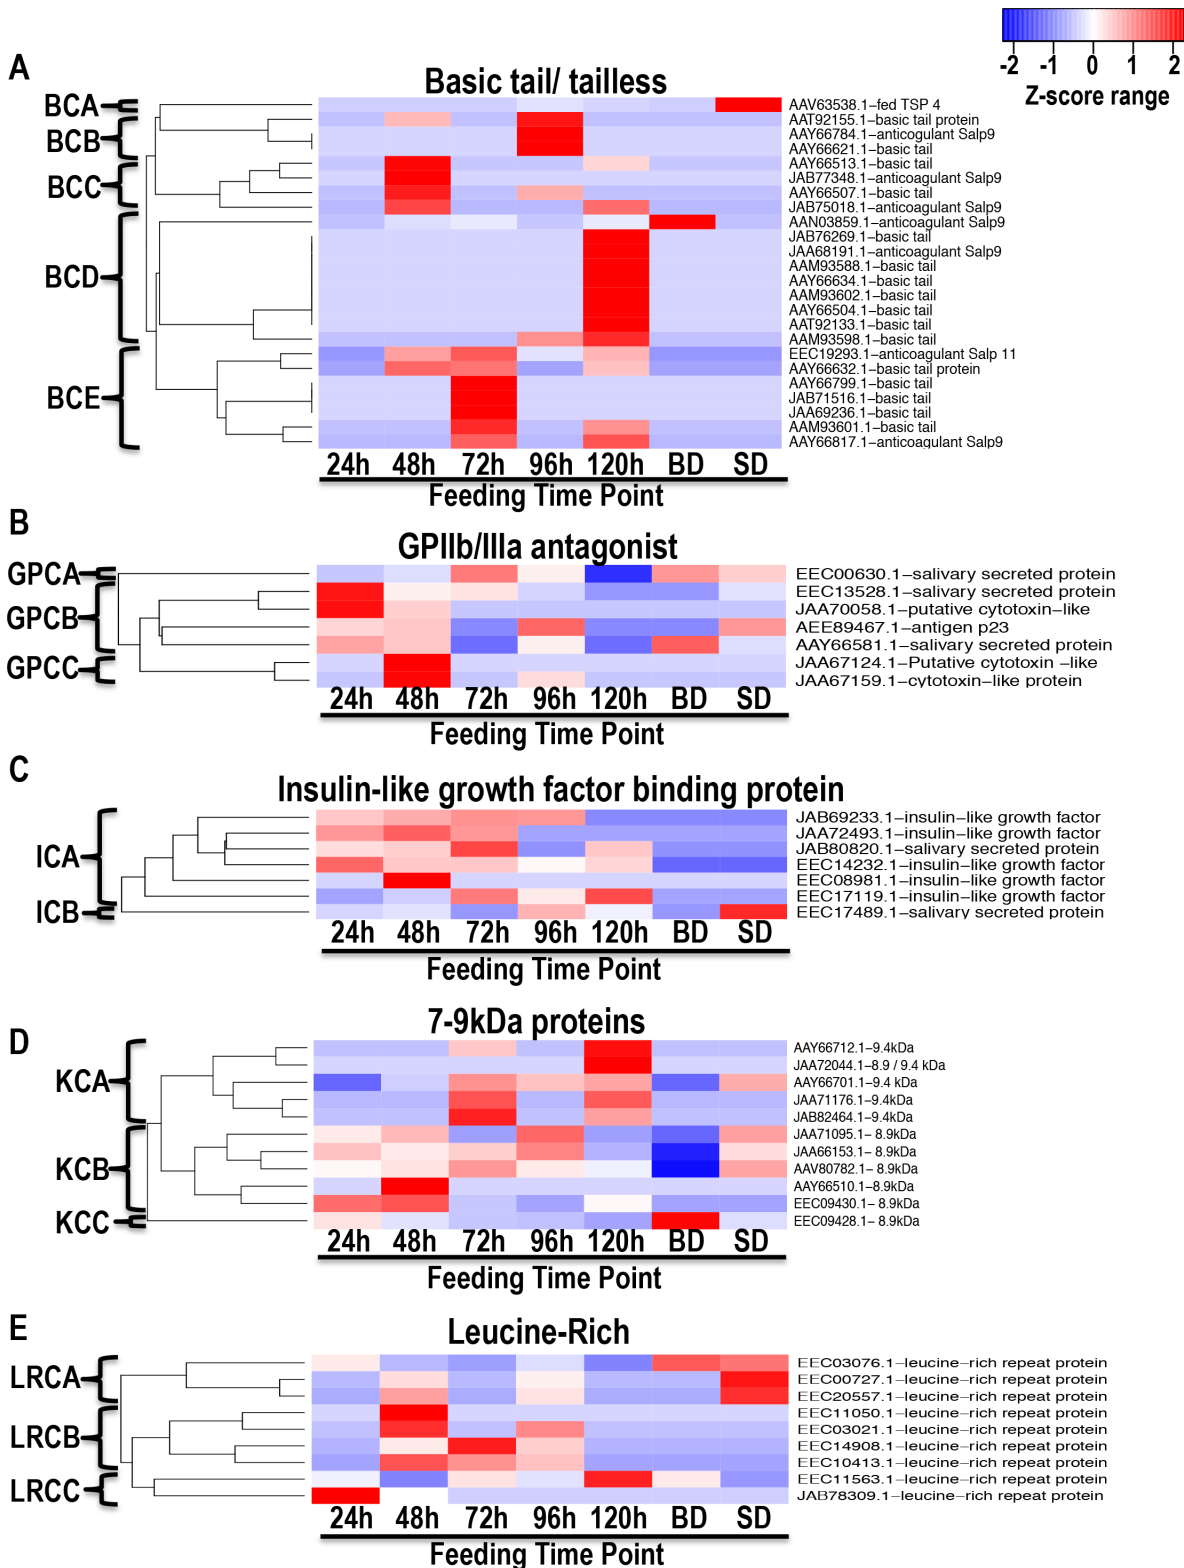 -2 -1 0 1 2
Z-score range
A
Basic tail/ tailless
BCA
BCB
BCC
BCD
BCE
AAV63538.1–fed TSP 4
AAT92155.1–basic tail protein
AAY66784.1–anticogulant Salp9
AAY66621.1–basic tail
AAY66513.1–basic tail
JAB77348.1–anticoagulant Salp9
AAY66507.1–basic tail
JAB75018.1–anticoagulant Salp9
AAN03859.1–anticoagulant Salp9
JAB76269.1–basic tail
JAA68191.1–anticoagulant Salp9
AAM93588.1–basic tail
AAY66634.1–basic tail
AAM93602.1–basic tail
AAY66504.1–basic tail
AAT92133.1–basic tail
AAM93598.1–basic tail
EEC19293.1–anticoagulant Salp 11
AAY66632.1–basic tail protein
AAY66799.1–basic tail
JAB71516.1–basic tail
JAA69236.1–basic tail
AAM93601.1–basic tail
AAY66817.1–anticoagulant Salp9
24h 48h 72h 96h 120h BD SD
Feeding Time Point
B
GPIIb/IIIa antagonist
GPCA
GPCB
GPCC
EEC00630.1–salivary secreted protein
EEC13528.1–salivary secreted protein
JAA70058.1–putative cytotoxin–like
AEE89467.1–antigen p23
AAY66581.1–salivary secreted protein
JAA67124.1–Putative cytotoxin –like
JAA67159.1–cytotoxin–like protein
24h 48h 72h 96h 120h BD SD
Feeding Time Point
C
Insulin-like growth factor binding protein
ICA
ICB
JAB69233.1–insulin–like growth factor
JAA72493.1–insulin–like growth factor
JAB80820.1–salivary secreted protein
EEC14232.1–insulin–like growth factor
EEC08981.1–insulin–like growth factor
EEC17119.1–insulin–like growth factor
EEC17489.1–salivary secreted protein
24h 48h 72h 96h 120h BD SD
Feeding Time Point
D
7-9kDa proteins
KCA
KCB
KCC
AAY66712.1–9.4kDa
JAA72044.1–8.9 / 9.4 kDa
AAY66701.1–9.4 kDa
JAA71176.1–9.4kDa
JAB82464.1–9.4kDa
JAA71095.1– 8.9kDa
JAA66153.1– 8.9kDa
AAV80782.1– 8.9kDa
AAY66510.1–8.9kDa
EEC09430.1– 8.9kDa
EEC09428.1– 8.9kDa
24h 48h 72h 96h 120h BD SD
Feeding Time Point
E
Leucine-Rich
LRCA
LRCB
LRCC
EEC03076.1–leucine–rich repeat protein
EEC00727.1–leucine–rich repeat protein
EEC20557.1–leucine–rich repeat protein
EEC11050.1–leucine–rich repeat protein
EEC03021.1–leucine–rich repeat protein
EEC14908.1–leucine–rich repeat protein
EEC10413.1–leucine–rich repeat protein
EEC11563.1–leucine–rich repeat protein
JAB78309.1–leucine–rich repeat protein
24h 48h 72h 96h 120h BD SD
Feeding Time Point